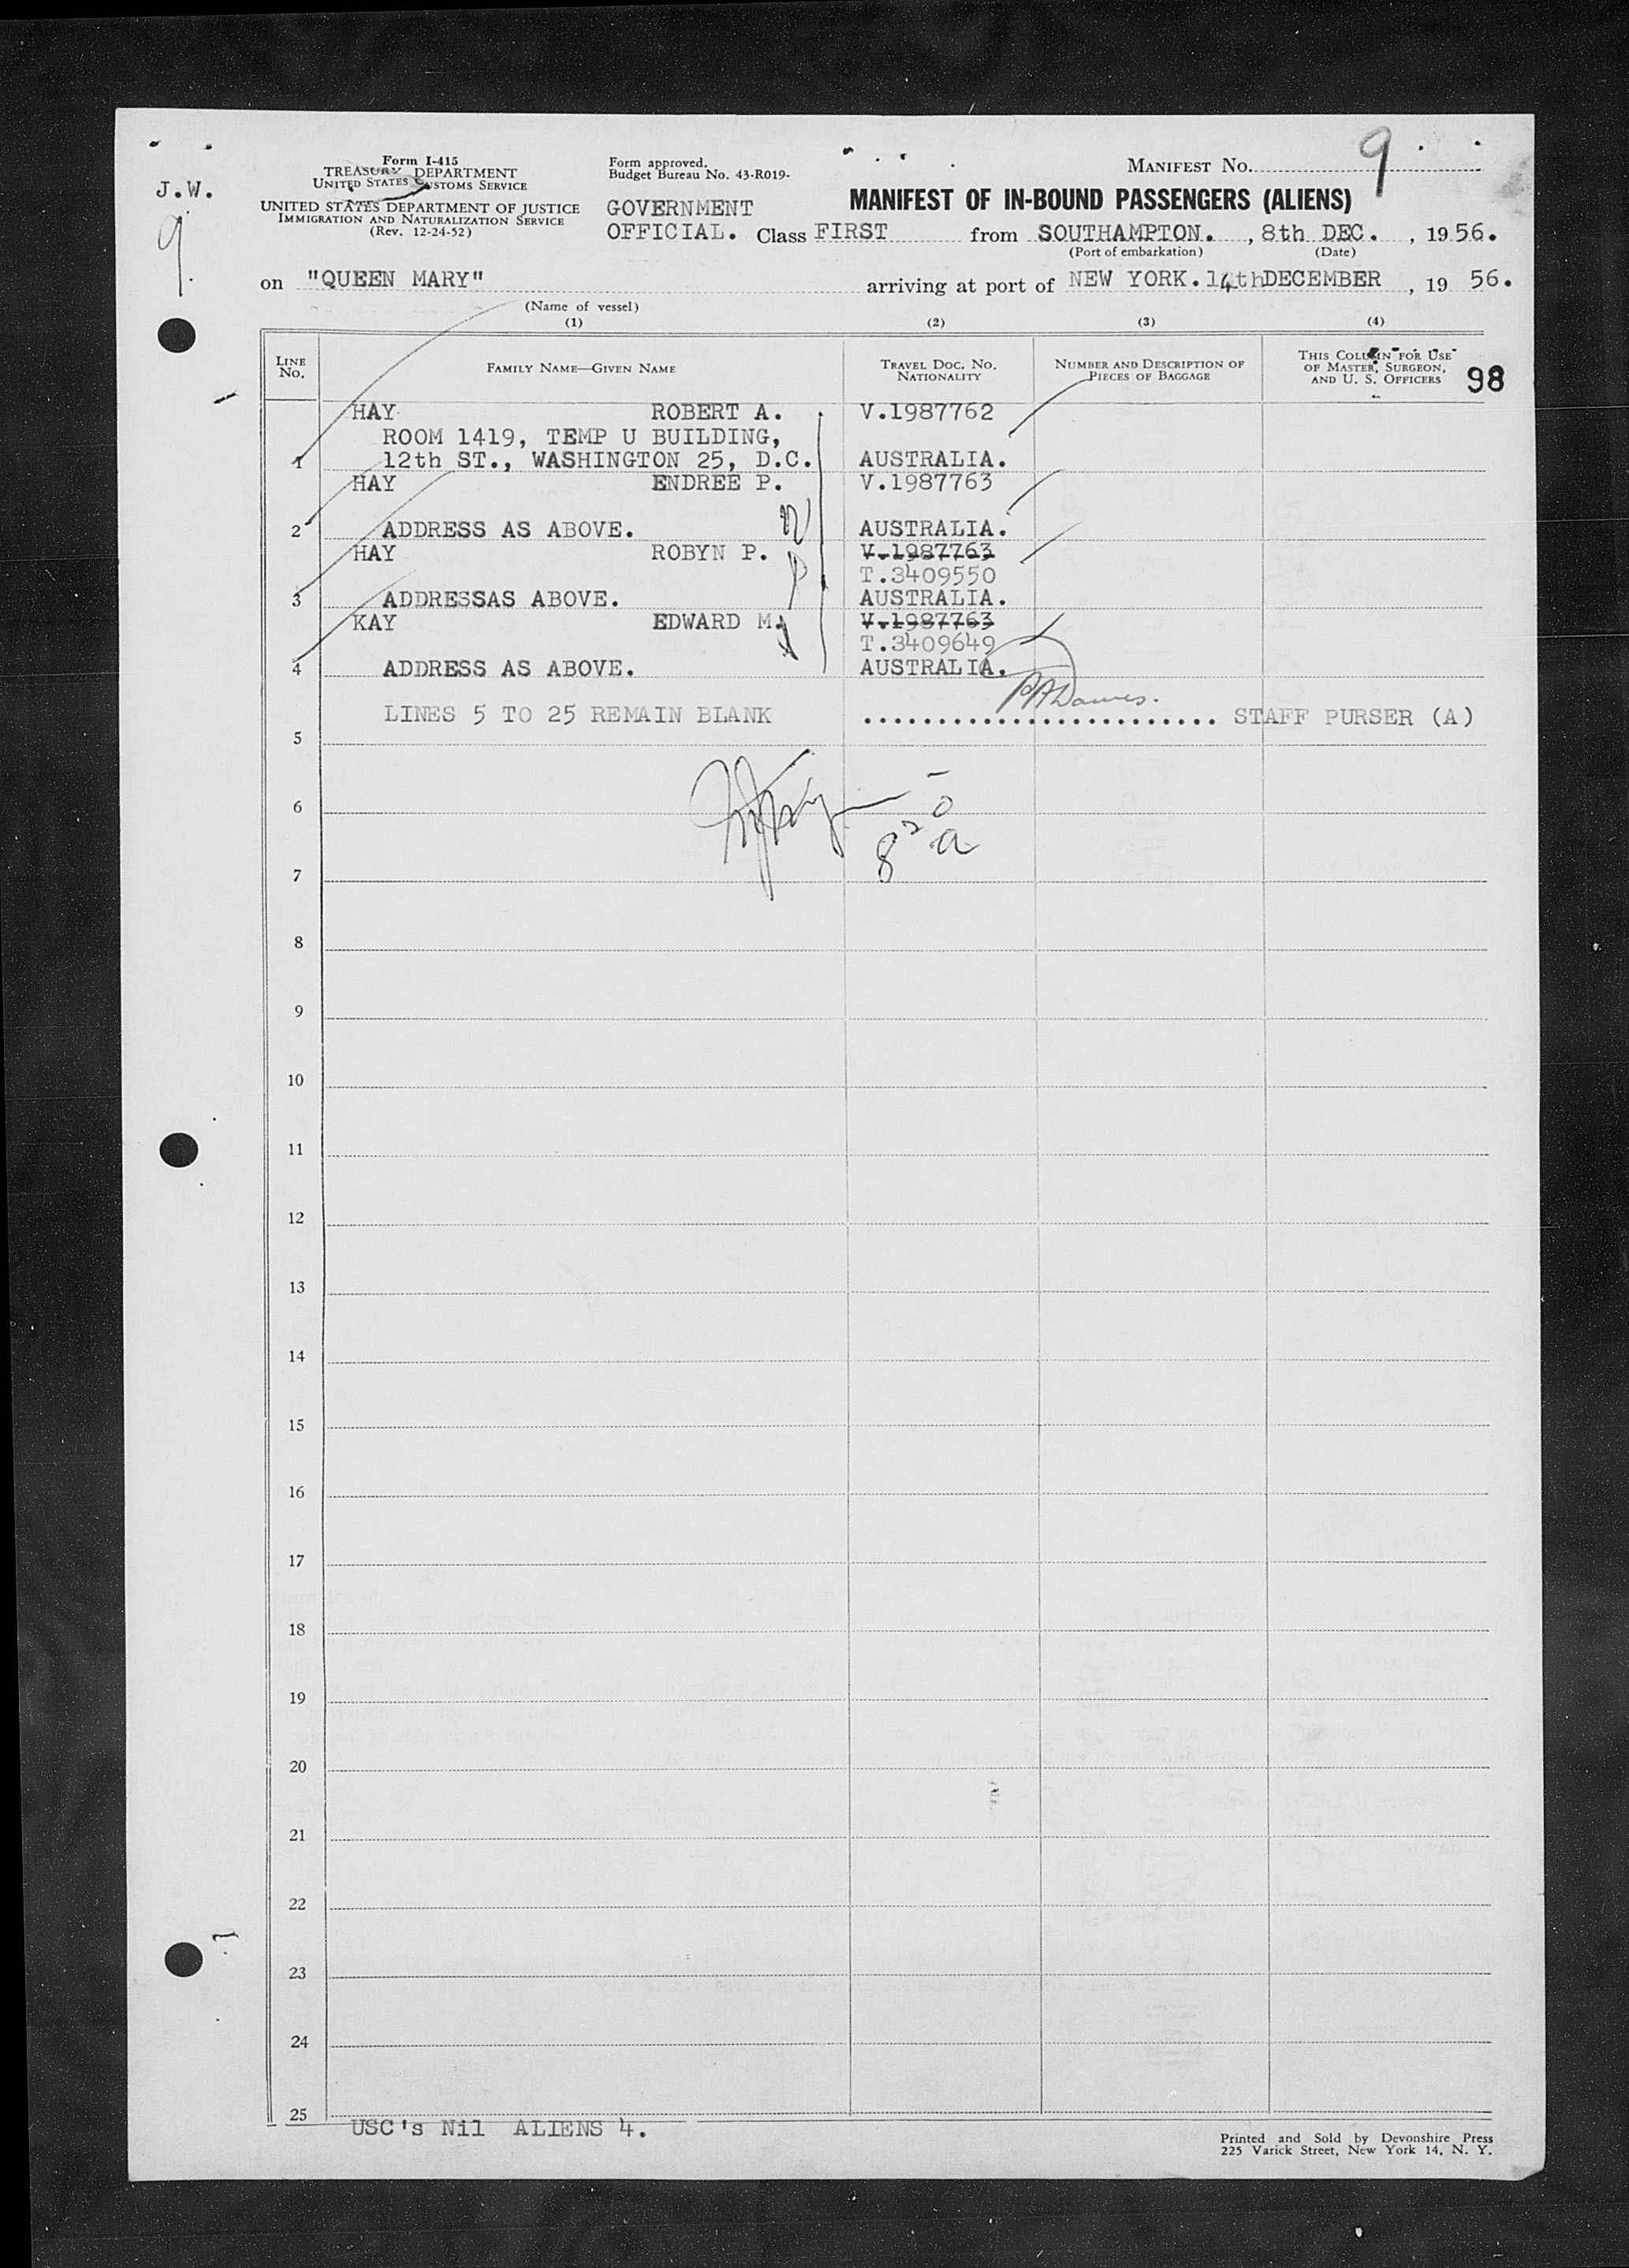 J.W.
9
Form I-415
TREASURY DEPARTMENT
UNITED STATES CUSTOMS SERVICE
UNITED STATES DEPARTMENT OF JUSTICE
IMMIGRATION AND NATURALIZATION SERVICE
(Rev. 12-24-52)
Form approved.
Budget Bureau No. 43-R019-
MANIFEST NO. 9
MANIFEST OF IN-BOUND PASSENGERS (ALIENS)
GOVERNMENT
OFFICIAL. Class FIRST from SOUTHAMPTON. , 8th DEC. , 1956.
(Port of embarkation) (Date)
on "QUEEN MARY" arriving at port of NEW YORK. 14th DECEMBER , 19 56.
(Name of vessel)
(1) (2) (3) (4)
LINE NO. FAMILY NAME—GIVEN NAME TRAVEL DOC. NO. NATIONALITY NUMBER AND DESCRIPTION OF PIECES OF BAGGAGE THIS COLUMN FOR USE OF MASTER, SURGEON, AND U. S. OFFICERS 98
HAY ROBERT A. V.1987762
ROOM 1419, TEMP U BUILDING,
1 12th ST., WASHINGTON 25, D.C. AUSTRALIA.
HAY ENDREE P. V.1987763
2 ADDRESS AS ABOVE. AUSTRALIA.
HAY ROBYN P. V.1987763
T.3409550
3 ADDRESSAS ABOVE. AUSTRALIA.
KAY EDWARD M. V.1987763
T.3409649
4 ADDRESS AS ABOVE. AUSTRALIA.
LINES 5 TO 25 REMAIN BLANK ........................ STAFF PURSER (A)
5
6
7
8
9
10
11
12
13
14
15
16
17
18
19
20
21
22
23
24
25
USC's Nil ALIENS 4.
Printed and Sold by Devonshire Press
225 Varick Street, New York 14, N. Y.